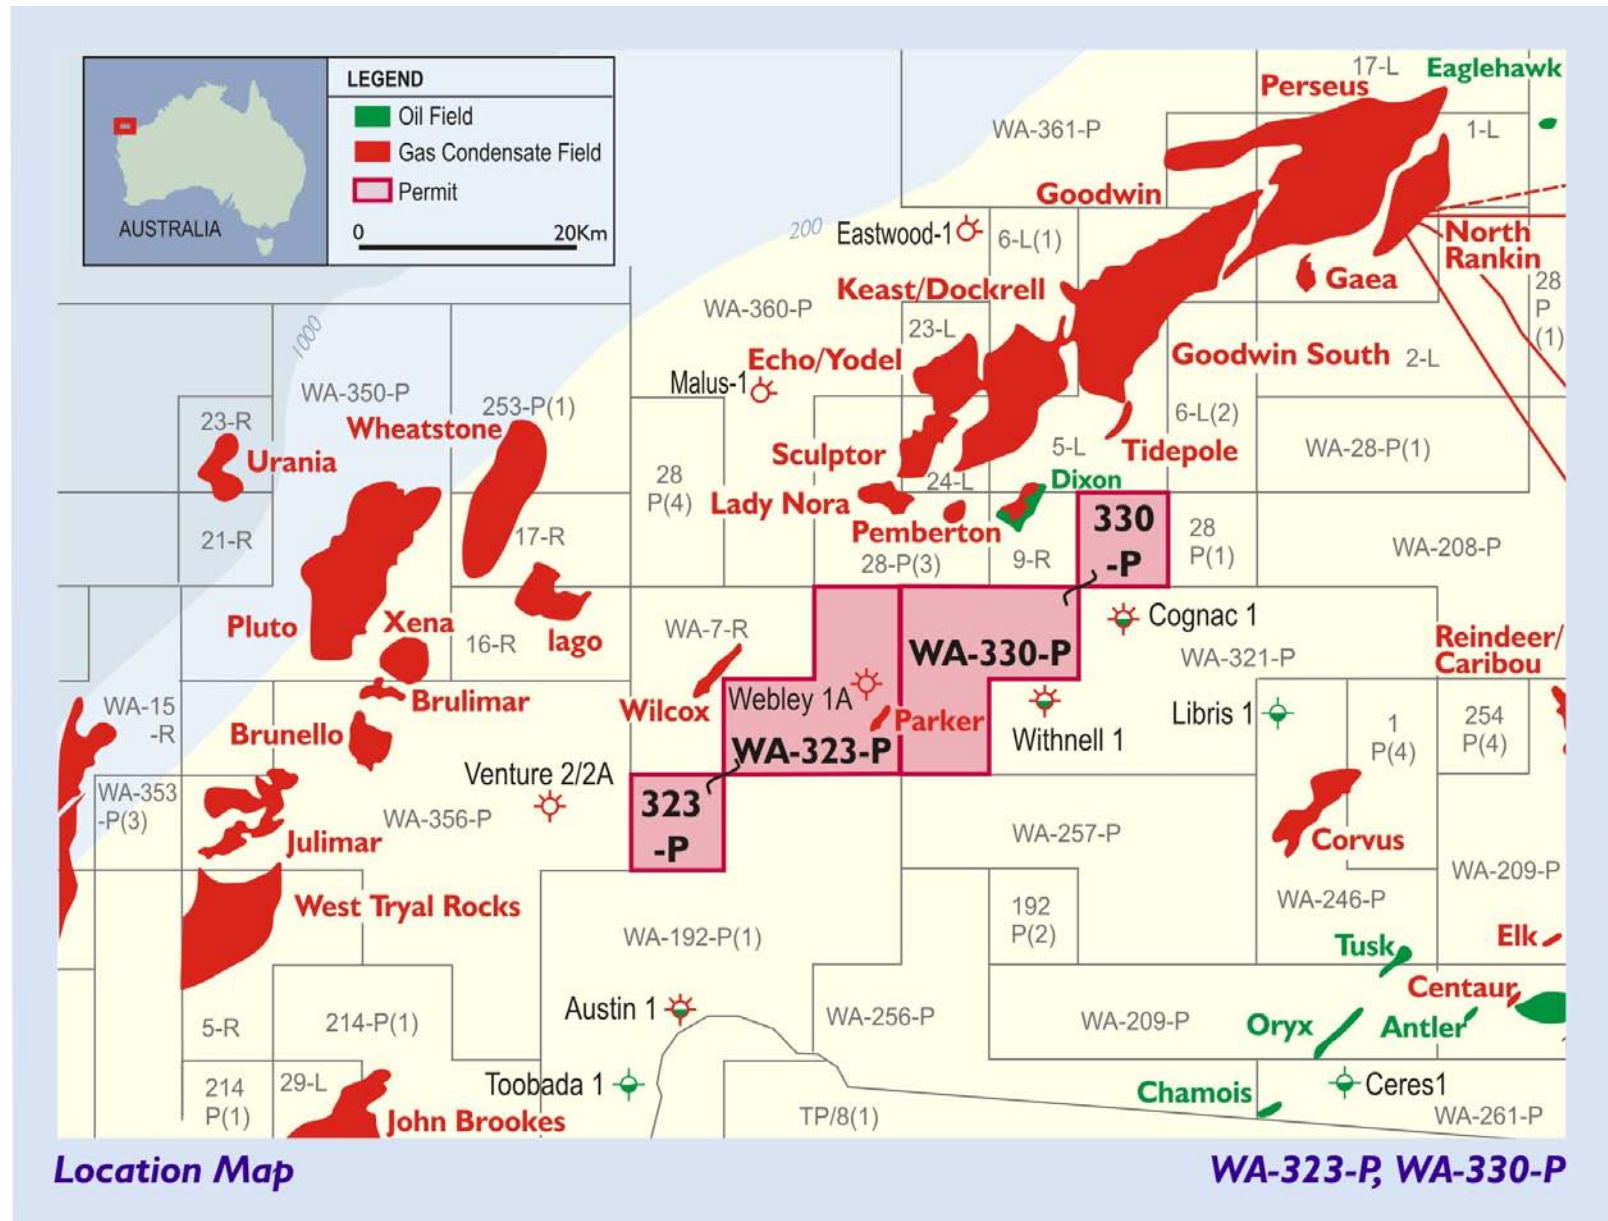 LEGEND
Oil Field
Gas Condensate Field
Permit
0 20Km
AUSTRALIA
17-L
Eaglehawk
Perseus
WA-361-P
1-L
Goodwin
200
Eastwood-1
6-L(1)
North
Rankin
Gaea
28
P
(1)
Keast/Dockrell
WA-360-P
23-L
1000
Echo/Yodel
Goodwin South
2-L
Malus-1
WA-350-P
253-P(1)
23-R
Wheatstone
6-L(2)
Urania
Sculptor
5-L
Tidepole
WA-28-P(1)
28
P(4)
24-L
Dixon
Lady Nora
Pemberton
330
-P
21-R
17-R
28-P(3)
9-R
28
P(1)
WA-208-P
Pluto
Xena
16-R
Iago
WA-7-R
Cognac 1
WA-330-P
WA-321-P
Reindeer/
Caribou
WA-15
-R
Brulimar
Brunello
Wilcox
Webley 1A
Parker
WA-323-P
Withnell 1
Libris 1
1
P(4)
254
P(4)
Venture 2/2A
WA-353
-P(3)
Julimar
WA-356-P
323
-P
WA-257-P
Corvus
WA-209-P
West Tryal Rocks
WA-192-P(1)
192
P(2)
WA-246-P
Tusk
Elk
Centaur
5-R
214-P(1)
Austin 1
WA-256-P
WA-209-P
Oryx
Antler
214
P(1)
29-L
Toobada 1
John Brookes
TP/8(1)
Chamois
Ceres1
WA-261-P
Location Map
WA-323-P, WA-330-P